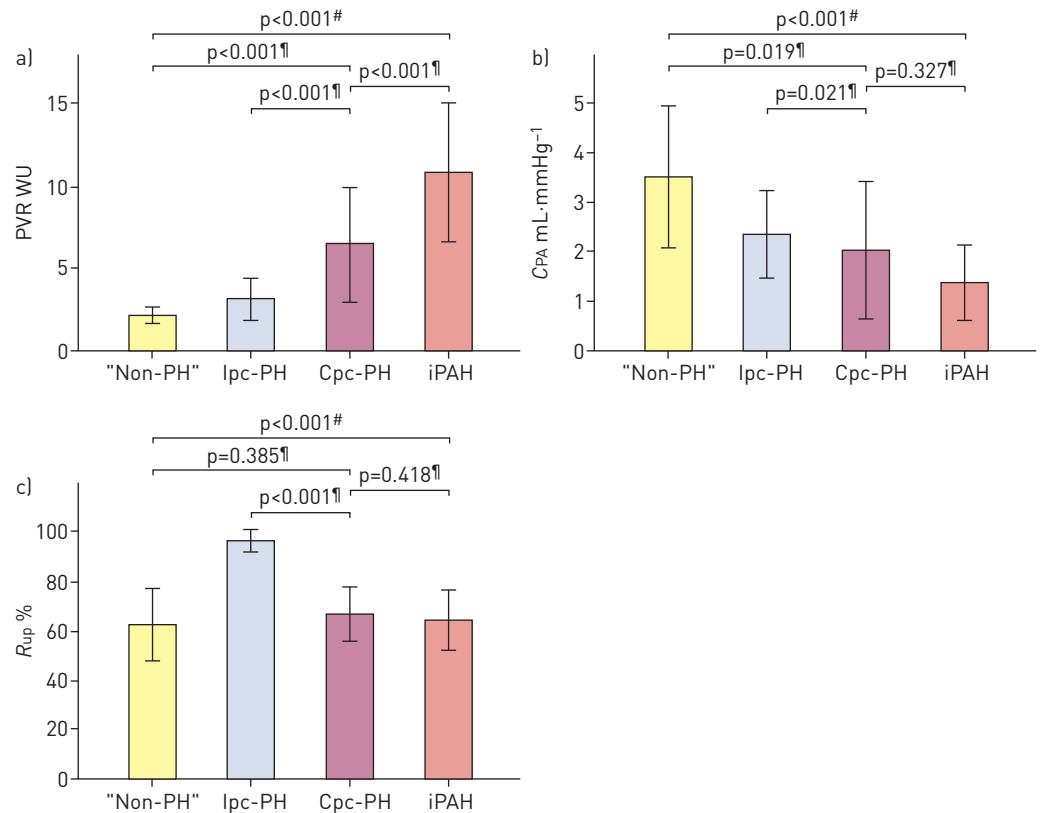 a)
p<0.001#
p<0.001¶
p<0.001¶
p<0.001¶
PVR WU
15
10
5
0
"Non-PH" Ipc-PH Cpc-PH iPAH
b)
p<0.001#
p=0.019¶
p=0.327¶
p=0.021¶
CPA mL·mmHg–1
5
4
3
2
1
0
"Non-PH" Ipc-PH Cpc-PH iPAH
c)
p<0.001#
p=0.385¶
p=0.418¶
p<0.001¶
Rup %
100
80
60
40
20
0
"Non-PH" Ipc-PH Cpc-PH iPAH